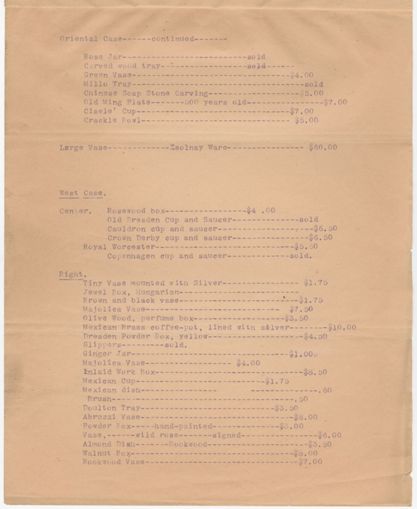 Oriental Case------continued-------
Rose Jar-------------------------sold
Carved wood tray-----------------sold------
Green Vase--------------------------------$4.00
Millo Tray-----------------------------------sold
Chinese Soap Stone Carving------------------$5.00
Old Ming Plate------500 years old----------------$7.00
Cup-------------------------------$7.00
Crackle Bowl-------------------------------$5.00
Large Vase-------------Zsolnay Ware---------------- $60.00
West Case.
Center. Rosewood box----------------$4 .00
Old Dresden Cup and Saucer--------------sold
Cauldron cup and saucer-------------------$5.50
Crown Derby cup and saucer----------------$6.50
Royal Worcester----------------------------$5.50
Copenhagen cup and saucer-------------sold.
Right.
Tiny Vase mounted with Silver-----------------$1.75
Jewel Box, Hungarian-----------------
Brown and black vase-------------------------$1.75
Majolica Vase---------------------------- $7.50
Olive Wood, perfume box------------------$3.50
Mexican Brass coffee-pot, lined with silver-------$10.00
Dresden Powder Box, yellow--------------------$4.50
Slippers---------sold.
Ginger Jar---------------------------------$1.00
Majolica Vase-------------------$4.00
Inlaid Work Box-------------------------------$8.50
Mexican Cup---------------------------$1.75
Mexican dish---------------- -----------------.60
Brush-------------------------------------.50
Doulton Tray----------------------------$3.50
Abruzzi Vase--------------------------------$8.00
Powder Box-----hand-painted-------------$3.00
Vase,------wild rose-------signed----------------$6.00
Almond Dish-------Rookwood---------------------$3.50
Walnut Box----------------------------------$5.00
Rookwood Vase--------------------------------$7.00